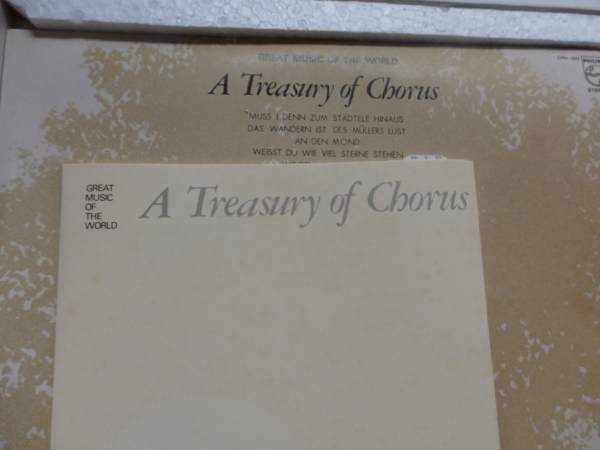 GREAT MUSIC OF THE WORLD
A Treasury of Chorus
MUSS I DENN ZUM STÄDTELE HINAUS
DAS WANDERN IST DES MÜLLERS LUST
AN DEN MOND
WEISST DU WIE VIEL STERNE STEHEN
PHILIPS
GREAT
MUSIC
OF
THE
WORLD
A Treasury of Chorus